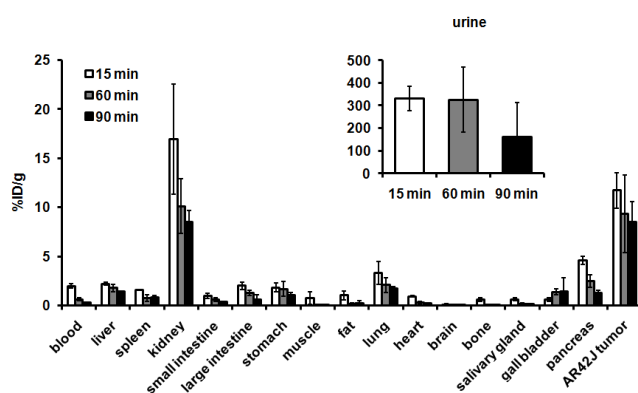 urine
25
20
15
10
5
0
%ID/g
15 min
60 min
90 min
500
400
300
200
100
0
15 min 60 min 90 min
blood
liver
spleen
kidney
small intestine
large intestine
stomach
muscle
fat
lung
heart
brain
bone
salivary gland
gall bladder
pancreas
AR42J tumor